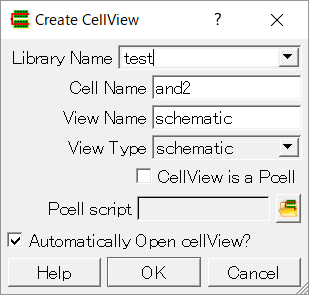 Create CellView
Library Name test
Cell Name and2
View Name schematic
View Type schematic
CellView is a Pcell
Pcell script
Automatically Open cellView?
Help OK Cancel